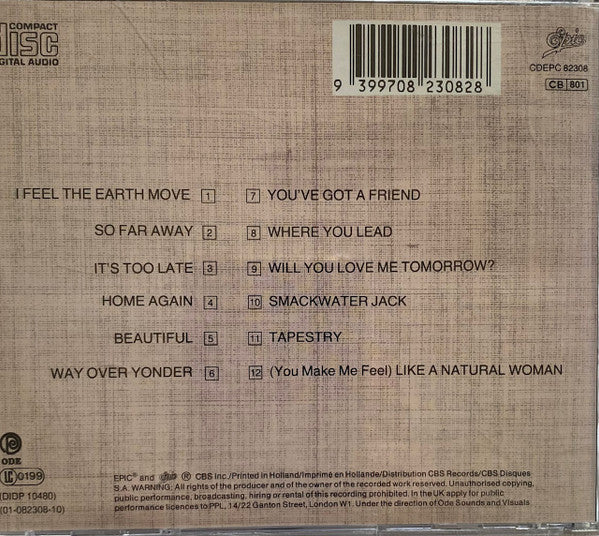 COMPACT
disc
DIGITAL AUDIO
Epic
CDEPC 82308
CB 801
9 399708 230828
I FEEL THE EARTH MOVE 1
SO FAR AWAY 2
IT'S TOO LATE 3
HOME AGAIN 4
BEAUTIFUL 5
WAY OVER YONDER 6
7 YOU'VE GOT A FRIEND
8 WHERE YOU LEAD
9 WILL YOU LOVE ME TOMORROW?
10 SMACKWATER JACK
11 TAPESTRY
12 (You Make Me Feel) LIKE A NATURAL WOMAN
ODE
LC 0199
(DIDP 10480)
(01-082308-10)
EPIC® and Epic ® CBS Inc./Printed in Holland/Imprimé en Hollande/Distribution CBS Records/CBS Disques
S.A. WARNING: All rights of the producer and of the owner of the recorded work reserved. Unauthorised copying,
public performance, broadcasting, hiring or rental of this recording prohibited. In the UK apply for public
performance licences to PPL, 14/22 Ganton Street, London W1. Under the direction of Ode Sounds and Visuals